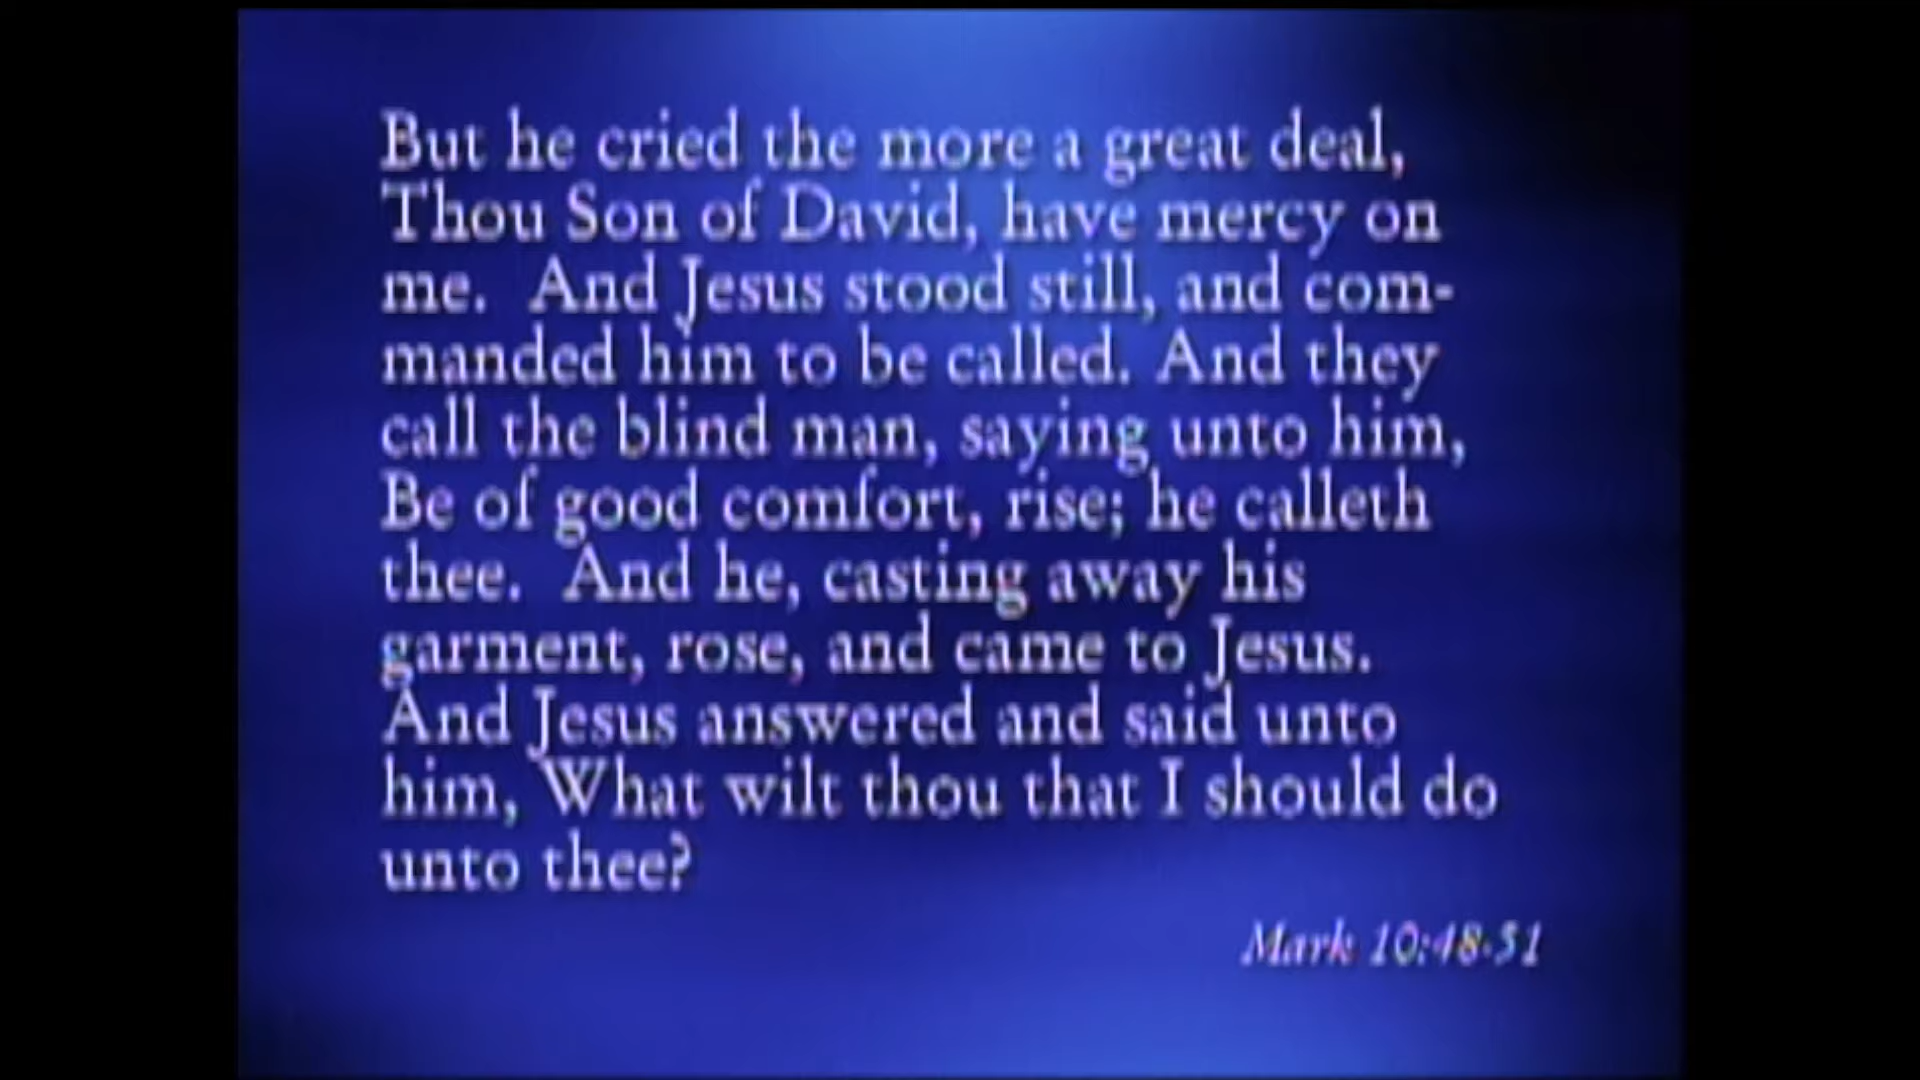 But he cried the more a great deal,
Thou Son of David, have mercy on
me.  And Jesus stood still, and com-
manded him to be called. And they
call the blind man, saying unto him,
Be of good comfort, rise; he calleth
thee.  And he, casting away his
garment, rose, and came to Jesus.
And Jesus answered and said unto
him, What wilt thou that I should do
unto thee?
Mark 10:48-51